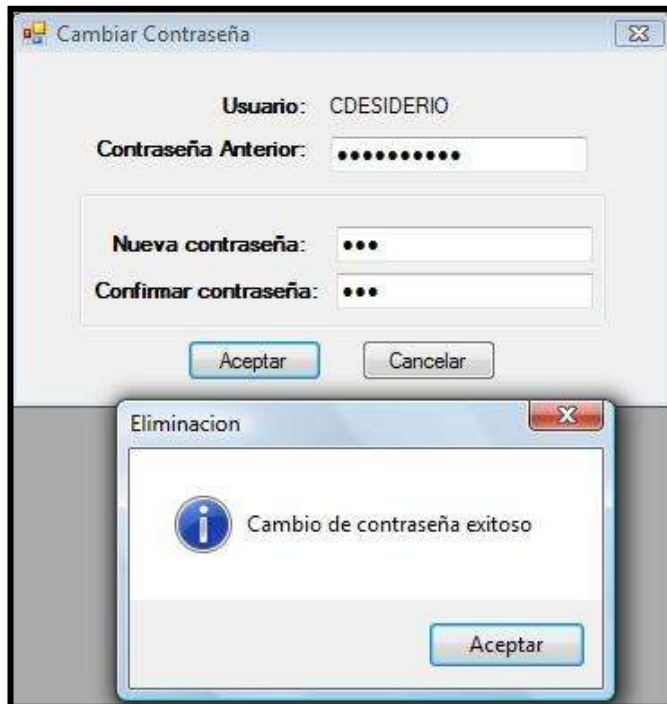 Cambiar Contraseña
Usuario: CDESIDERIO
Contraseña Anterior: ••••••••••
Nueva contraseña: •••
Confirmar contraseña: •••
Aceptar Cancelar
Eliminacion
Cambio de contraseña exitoso
Aceptar